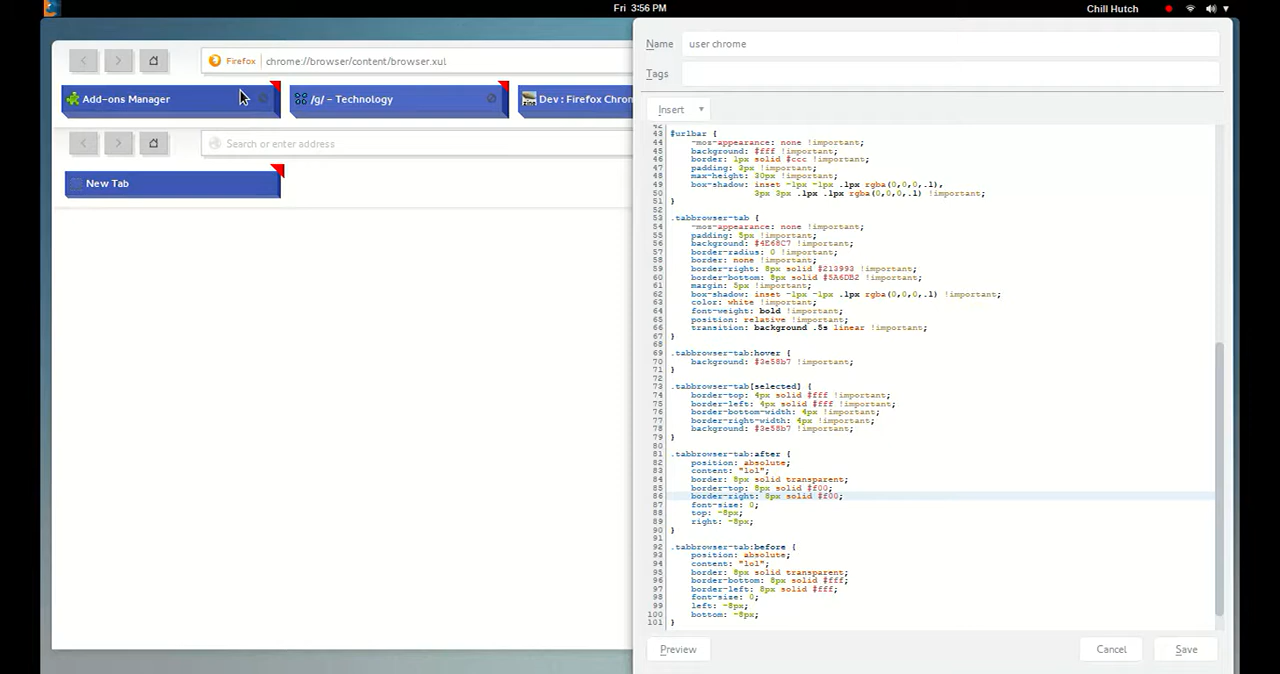 Fri 3:56 PM
Chill Hutch
Firefox chrome://browser/content/browser.xul
Add-ons Manager
/g/ - Technology
Dev : Firefox Chrom
Search or enter address
New Tab
Name user chrome
Tags
Insert
42
43 #urlbar {
44 -moz-appearance: none !important;
45 background: #fff !important;
46 border: 1px solid #ccc !important;
47 padding: 3px !important;
48 max-height: 30px !important;
49 box-shadow: inset -1px -1px .1px rgba(0,0,0,.1),
50 3px 3px .1px .1px rgba(0,0,0,.1) !important;
51 }
52
53 .tabbrowser-tab {
54 -moz-appearance: none !important;
55 padding: 5px !important;
56 background: #4E68C7 !important;
57 border-radius: 0 !important;
58 border: none !important;
59 border-right: 8px solid #213993 !important;
60 border-bottom: 8px solid #5A6DB2 !important;
61 margin: 5px !important;
62 box-shadow: inset -1px -1px .1px rgba(0,0,0,.1) !important;
63 color: white !important;
64 font-weight: bold !important;
65 position: relative !important;
66 transition: background .5s linear !important;
67 }
68
69 .tabbrowser-tab:hover {
70 background: #3e58b7 !important;
71 }
72
73 .tabbrowser-tab[selected] {
74 border-top: 4px solid #fff !important;
75 border-left: 4px solid #fff !important;
76 border-bottom-width: 4px !important;
77 border-right-width: 4px !important;
78 background: #3e58b7 !important;
79 }
80
81 .tabbrowser-tab:after {
82 position: absolute;
83 content: "lol";
84 border: 8px solid transparent;
85 border-top: 8px solid #f00;
86 border-right: 8px solid #f00;
87 font-size: 0;
88 top: -8px;
89 right: -8px;
90 }
91
92 .tabbrowser-tab:before {
93 position: absolute;
94 content: "lol";
95 border: 8px solid transparent;
96 border-bottom: 8px solid #fff;
97 border-left: 8px solid #fff;
98 font-size: 0;
99 left: -8px;
100 bottom: -8px;
101 }
Preview
Cancel
Save